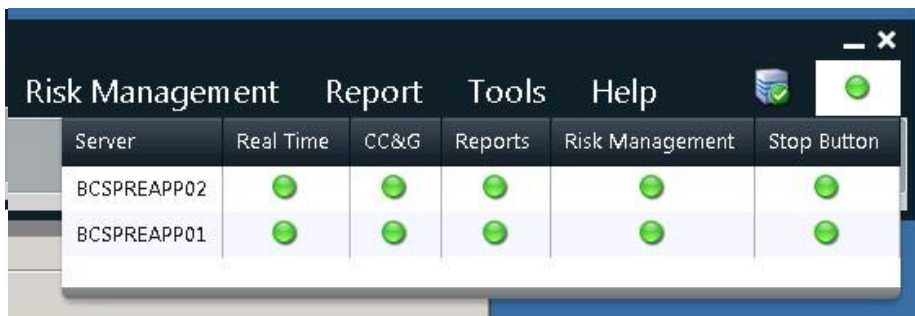 Risk Management Report Tools Help
Server Real Time CC&G Reports Risk Management Stop Button
BCSPREAPP02
BCSPREAPP01